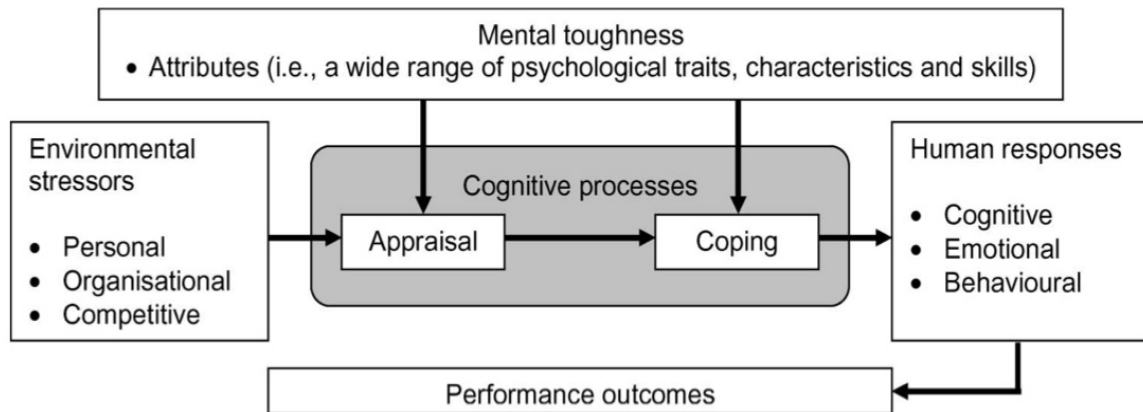 Mental toughness
• Attributes (i.e., a wide range of psychological traits, characteristics and skills)
Environmental
stressors
• Personal
• Organisational
• Competitive
Cognitive processes
Appraisal
Coping
Human responses
• Cognitive
• Emotional
• Behavioural
Performance outcomes